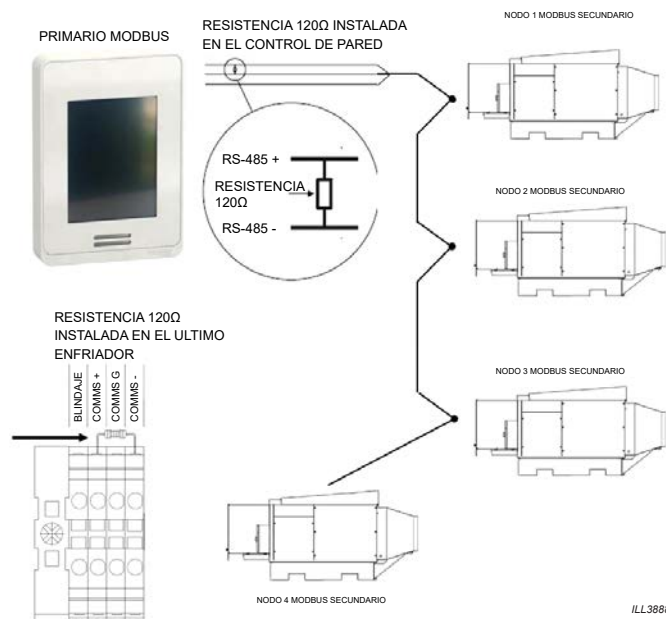 PRIMARIO MODBUS
RESISTENCIA 120Ω INSTALADA
EN EL CONTROL DE PARED
NODO 1 MODBUS SECUNDARIO
RS-485 +
RESISTENCIA
120Ω
RS-485 -
NODO 2 MODBUS SECUNDARIO
RESISTENCIA 120Ω
INSTALADA EN EL ULTIMO
ENFRIADOR
BLINDAJE
COMMS +
COMMS G
COMMS -
NODO 3 MODBUS SECUNDARIO
NODO 4 MODBUS SECUNDARIO
ILL3888